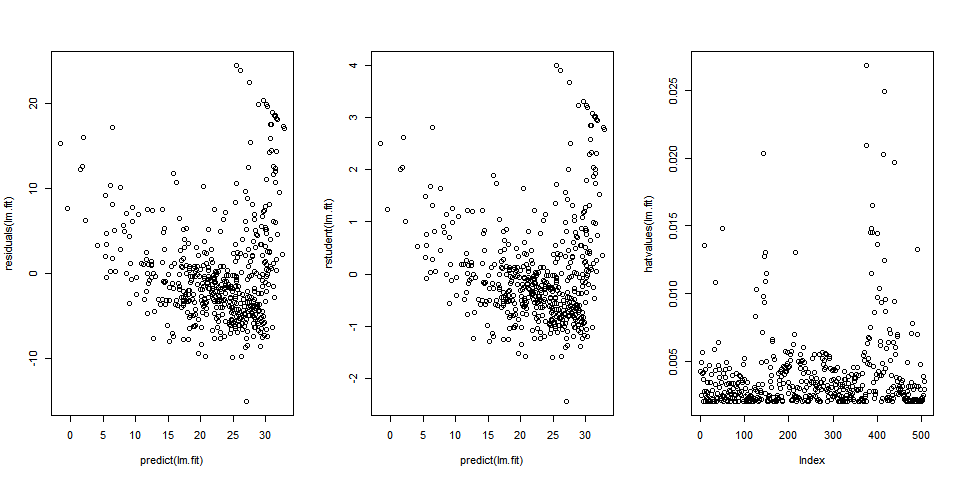 residuals(lm.fit)
20
10
0
-10
0 5 10 15 20 25 30
predict(lm.fit)
rstudent(lm.fit)
4
3
2
1
0
-1
-2
0 5 10 15 20 25 30
predict(lm.fit)
hatvalues(lm.fit)
0.025
0.020
0.015
0.010
0.005
0 100 200 300 400 500
Index